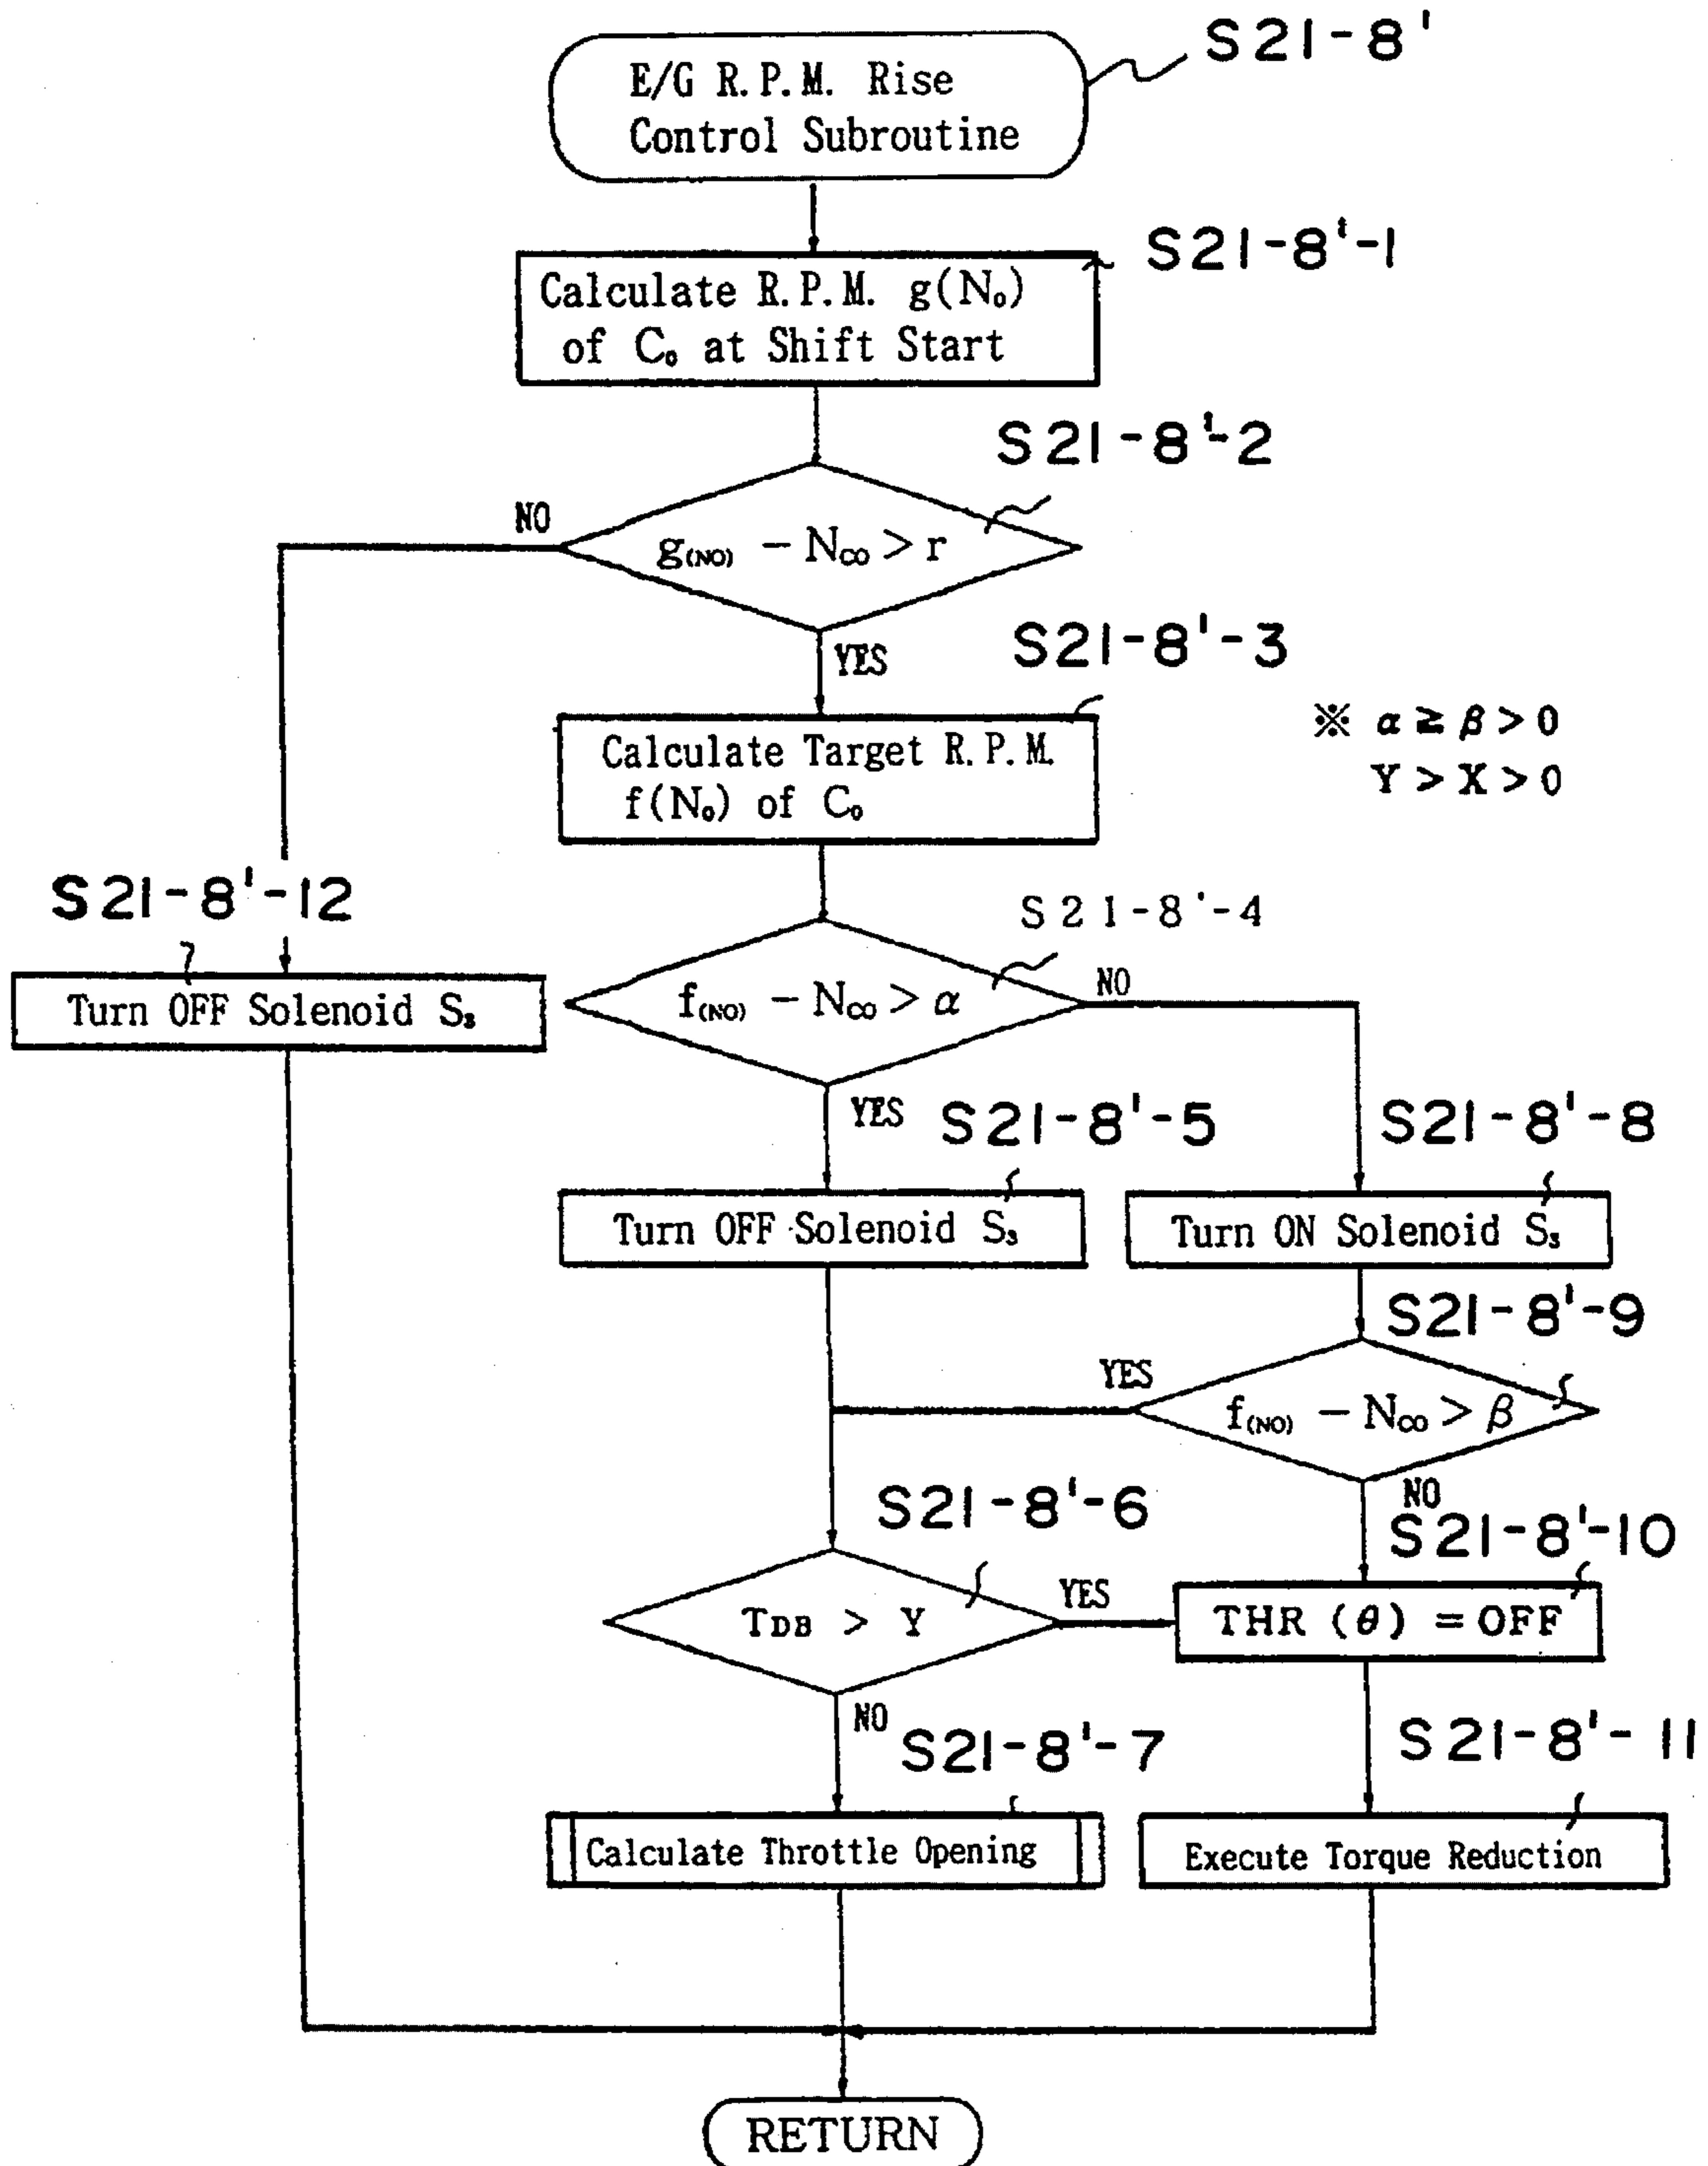 S21-8'
E/G R.P.M. Rise
Control Subroutine
S21-8'-1
Calculate R.P.M. g(N₀)
of C₀ at Shift Start
S21-8'-2
NO
g(NO) - NC0 > r
YES
S21-8'-3
Calculate Target R.P.M.
f(N₀) of C₀
※ α ≧ β > 0
Y > X > 0
S21-8'-12
Turn OFF Solenoid S₃
S21-8'-4
f(NO) - NC0 > α
NO
YES
S21-8'-5
S21-8'-8
Turn OFF Solenoid S₃
Turn ON Solenoid S₃
S21-8'-9
YES
f(NO) - NC0 > β
NO
S21-8'-6
S21-8'-10
TDB > Y
YES
THR (θ) = OFF
NO
S21-8'-7
S21-8'-11
Calculate Throttle Opening
Execute Torque Reduction
RETURN